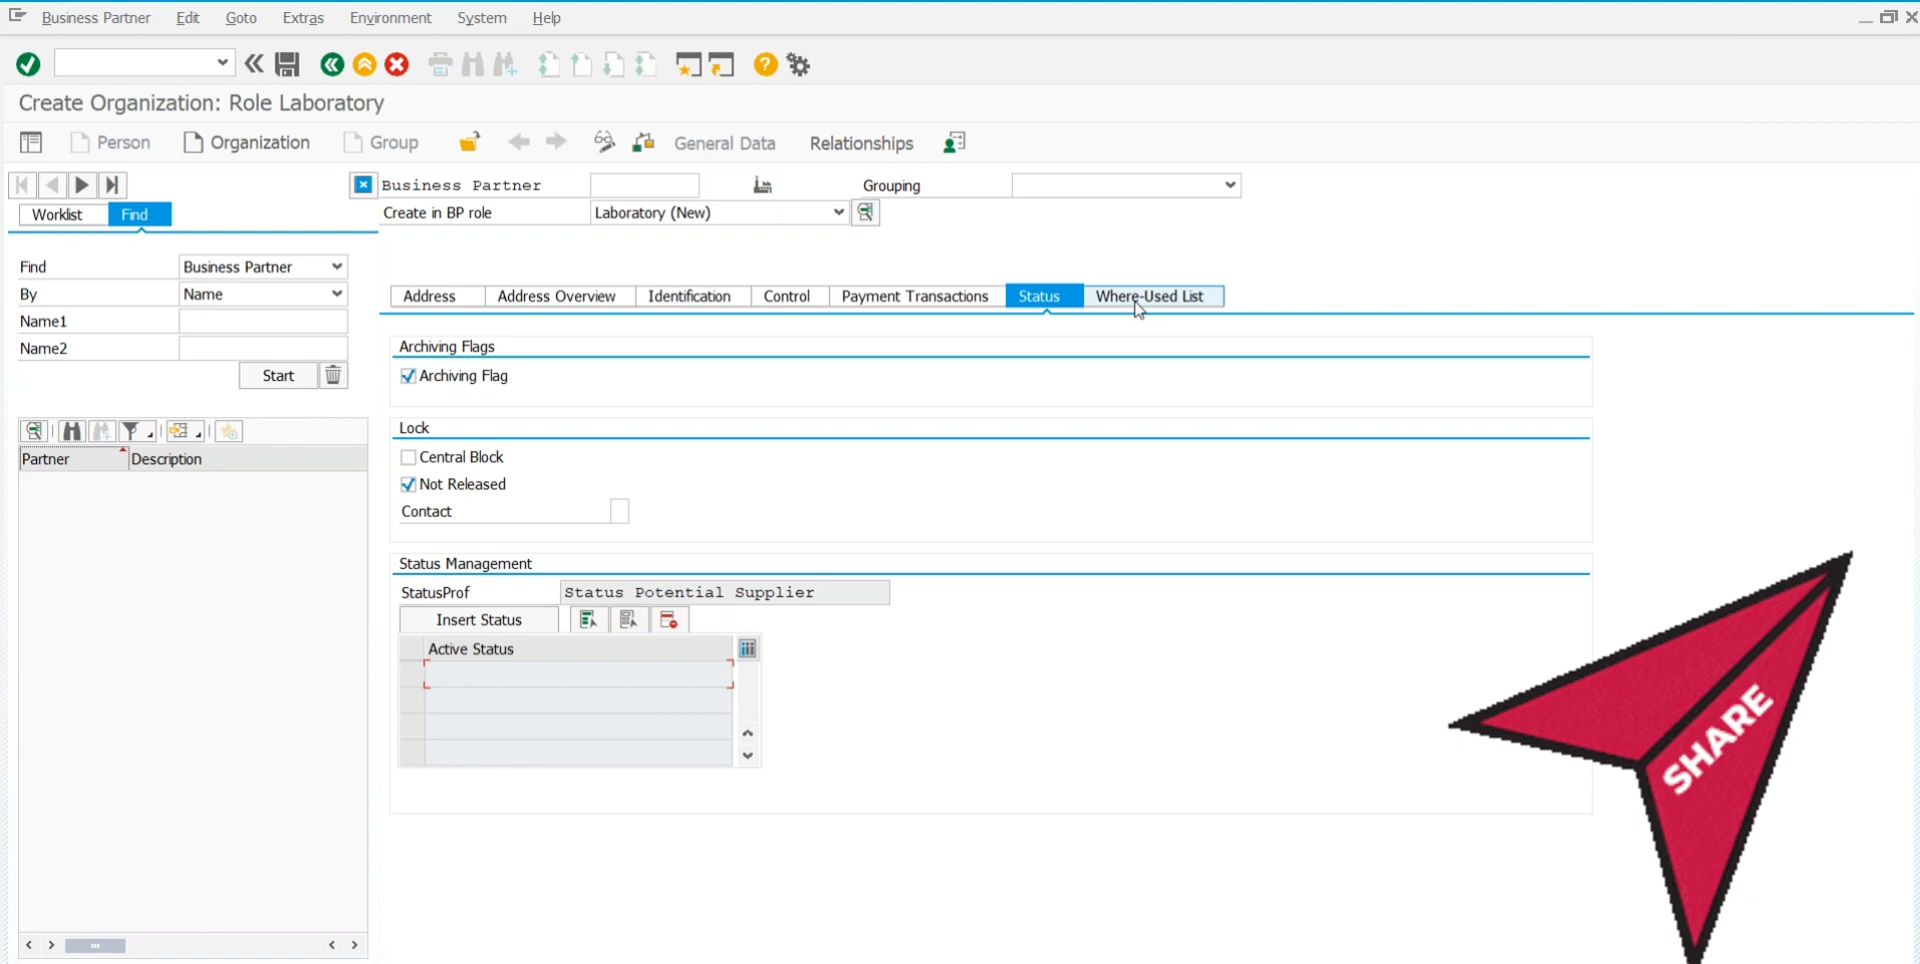 Business Partner Edit Goto Extras Environment System Help
Create Organization: Role Laboratory
Person Organization Group General Data Relationships
Business Partner Grouping
Worklist Find
Create in BP role Laboratory (New)
Find Business Partner
By Name
Name1
Name2
Start
Partner Description
Address Address Overview Identification Control Payment Transactions Status Where-Used List
Archiving Flags
Archiving Flag
Lock
Central Block
Not Released
Contact
Status Management
StatusProf Status Potential Supplier
Insert Status
Active Status
SHARE